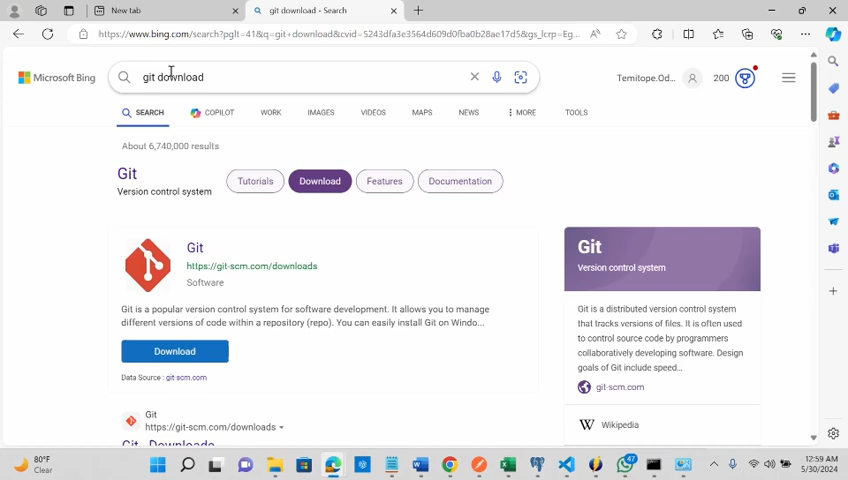 New tab
git download - Search
https://www.bing.com/search?pglt=41&q=git+download&cvid=5243dfa3e3564d609d0fba0b28ae17d5&gs_lcrp=Eg...
Microsoft Bing
git download
Temitope.Od...
200
SEARCH
COPILOT
WORK
IMAGES
VIDEOS
MAPS
NEWS
MORE
TOOLS
About 6,740,000 results
Git
Version control system
Tutorials
Download
Features
Documentation
Git
https://git-scm.com/downloads
Software
Git is a popular version control system for software development. It allows you to manage
different versions of code within a repository (repo). You can easily install Git on Windo...
Download
Data Source : git scm.com
Git
Version control system
Git is a distributed version control system
that tracks versions of files. It is often used
to control source code by programmers
collaboratively developing software. Design
goals of Git include speed...
git-scm.com
Wikipedia
Git
https://git-scm.com/downloads
Git - Downloads
80°F
Clear
47
12:59 AM
5/30/2024